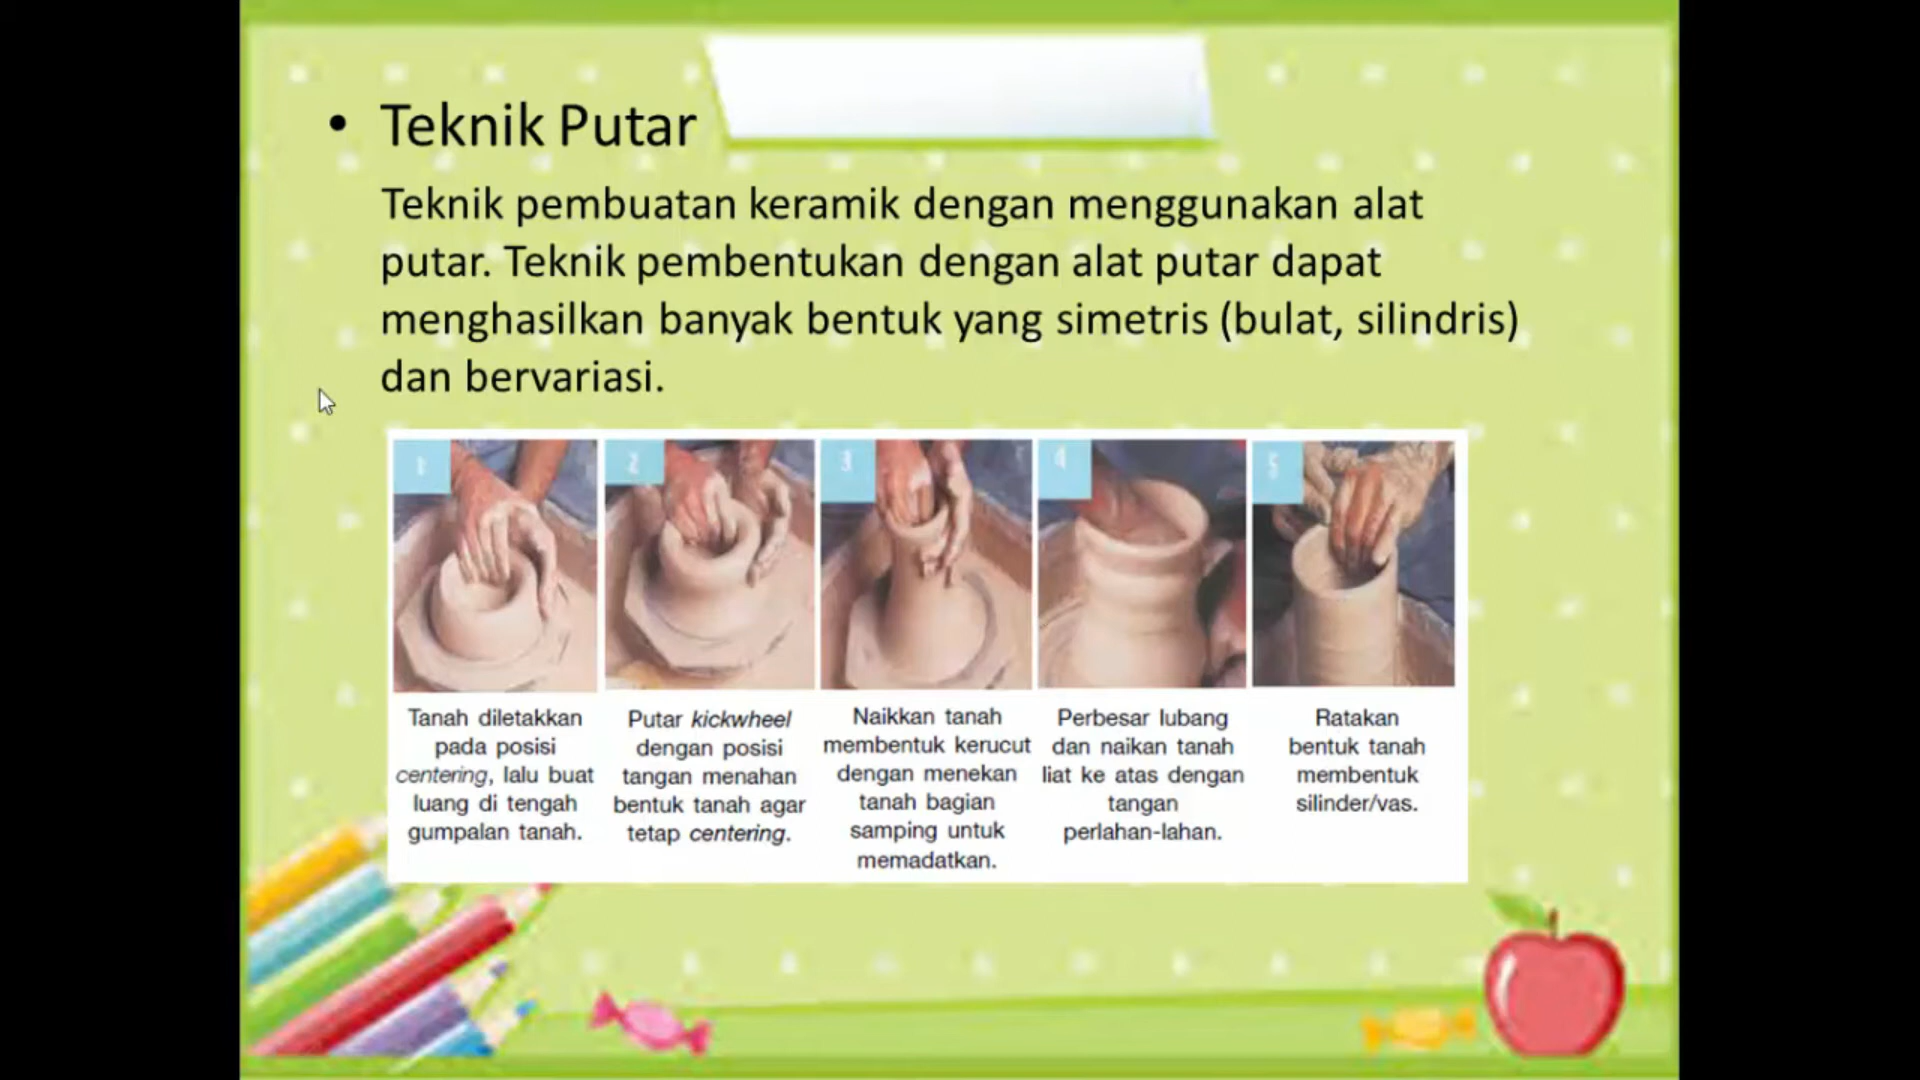 • Teknik Putar
Teknik pembuatan keramik dengan menggunakan alat
putar. Teknik pembentukan dengan alat putar dapat
menghasilkan banyak bentuk yang simetris (bulat, silindris)
dan bervariasi.
1
2
3
4
5
Tanah diletakkan
pada posisi
centering, lalu buat
luang di tengah
gumpalan tanah.
Putar kickwheel
dengan posisi
tangan menahan
bentuk tanah agar
tetap centering.
Naikkan tanah
membentuk kerucut
dengan menekan
tanah bagian
samping untuk
memadatkan.
Perbesar lubang
dan naikan tanah
liat ke atas dengan
tangan
perlahan-lahan.
Ratakan
bentuk tanah
membentuk
silinder/vas.